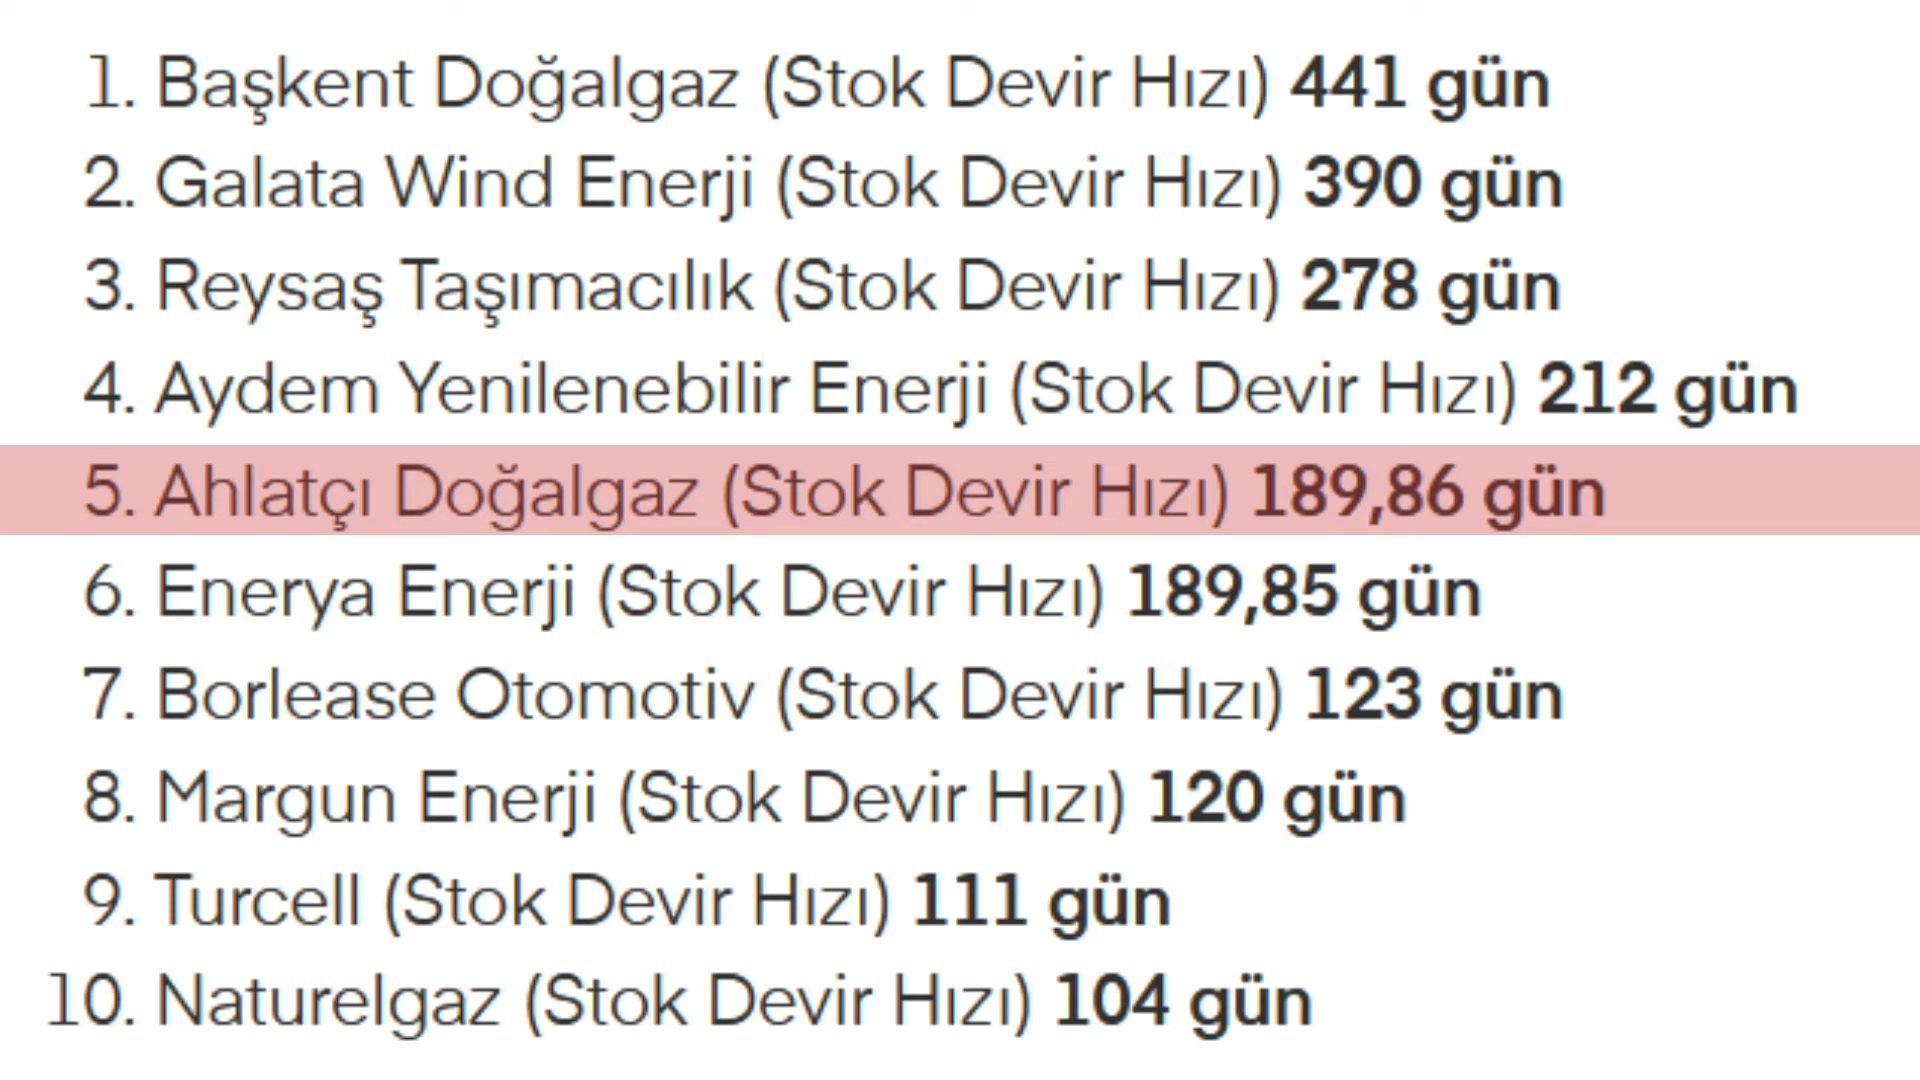 1. Başkent Doğalgaz (Stok Devir Hızı) 441 gün
2. Galata Wind Enerji (Stok Devir Hızı) 390 gün
3. Reysaş Taşımacılık (Stok Devir Hızı) 278 gün
4. Aydem Yenilenebilir Enerji (Stok Devir Hızı) 212 gün
5. Ahlatçı Doğalgaz (Stok Devir Hızı) 189,86 gün
6. Enerya Enerji (Stok Devir Hızı) 189,85 gün
7. Borlease Otomotiv (Stok Devir Hızı) 123 gün
8. Margun Enerji (Stok Devir Hızı) 120 gün
9. Turcell (Stok Devir Hızı) 111 gün
10. Naturelgaz (Stok Devir Hızı) 104 gün